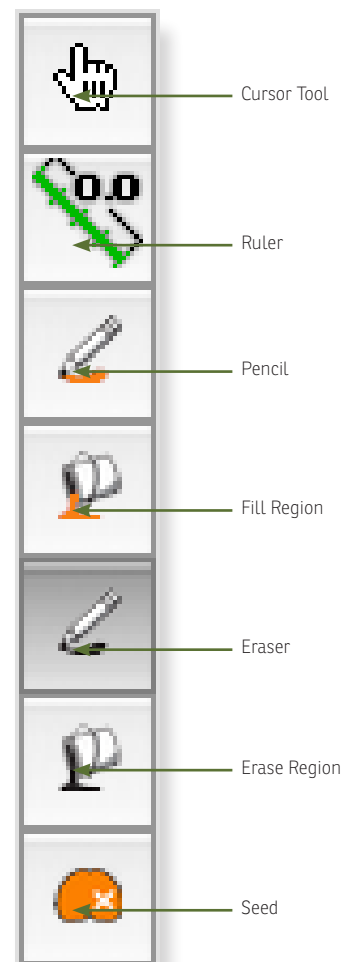 Cursor Tool
0.0
Ruler
Pencil
Fill Region
Eraser
Erase Region
Seed